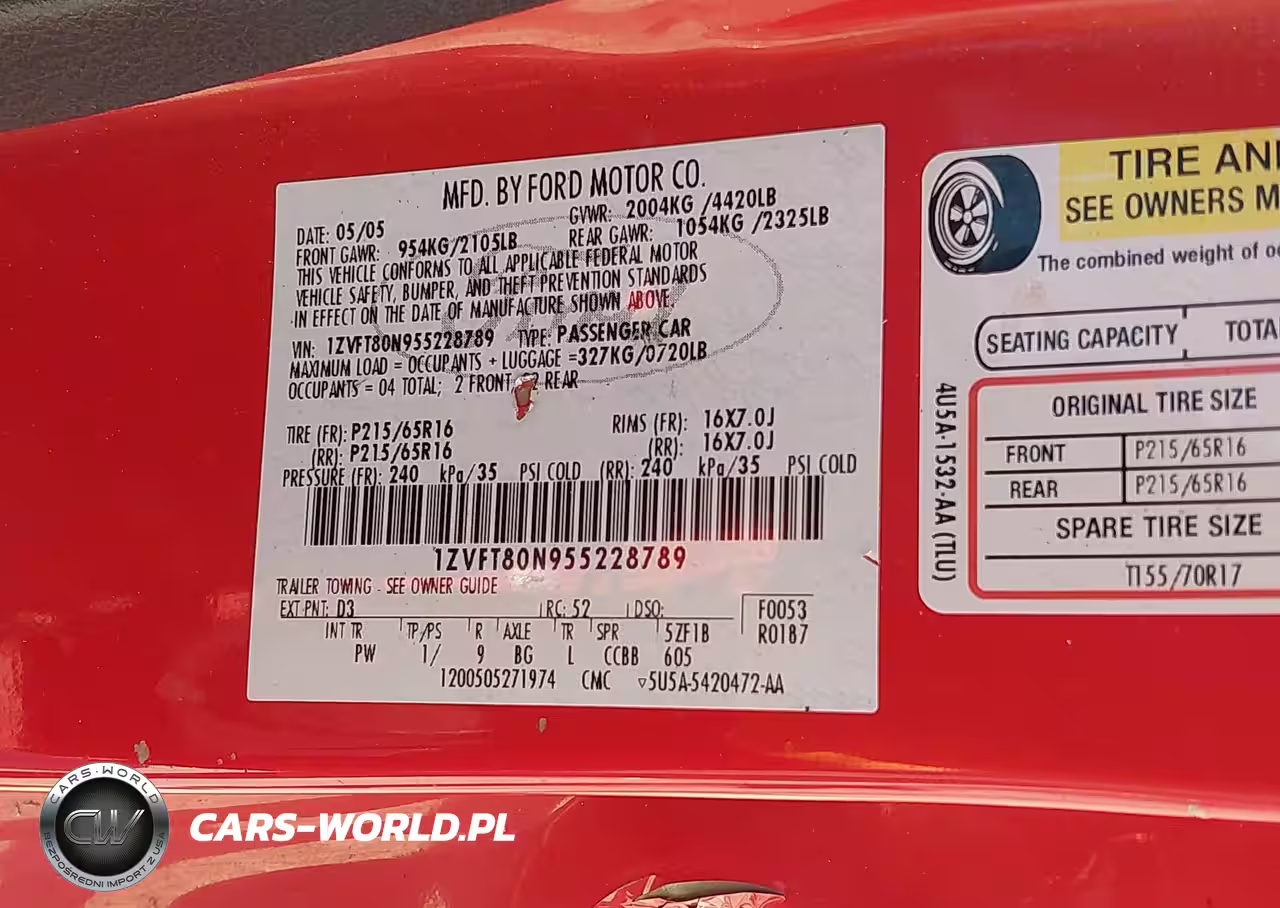 MFD. BY FORD MOTOR CO.
DATE: 05/05 GVWR: 2004KG /4420LB
FRONT GAWR: 954KG/2105LB REAR GAWR: 1054KG /2325LB
THIS VEHICLE CONFORMS TO ALL APPLICABLE FEDERAL MOTOR
VEHICLE SAFETY, BUMPER, AND THEFT PREVENTION STANDARDS
IN EFFECT ON THE DATE OF MANUFACTURE SHOWN ABOVE.
VIN: 1ZVFT80N955228789 TYPE: PASSENGER CAR
MAXIMUM LOAD = OCCUPANTS + LUGGAGE =327KG/0720LB
OCCUPANTS = 04 TOTAL; 2 FRONT REAR
TIRE (FR): P215/65R16 RIMS (FR): 16X7.0J
(RR): P215/65R16 (RR): 16X7.0J
PRESSURE (FR): 240 kPa/35 PSI COLD (RR): 240 kPa/35 PSI COLD
1ZVFT80N955228789
TRAILER TOWING - SEE OWNER GUIDE
EXT PNT: D3 RC: 52 DSO: F0053
INT TR TP/PS R AXLE TR SPR 5ZF1B R0187
PW 1/ 9 BG L CCBB 605
1200505271974 CMC ▽5U5A-5420472-AA
TIRE AN
SEE OWNERS M
The combined weight of oc
SEATING CAPACITY TOTA
4U5A-1532-AA (TLU)
ORIGINAL TIRE SIZE
FRONT P215/65R16
REAR P215/65R16
SPARE TIRE SIZE
T155/70R17
CARS-WORLD
CW
BEZPOŚREDNI IMPORT Z USA
CARS-WORLD.PL